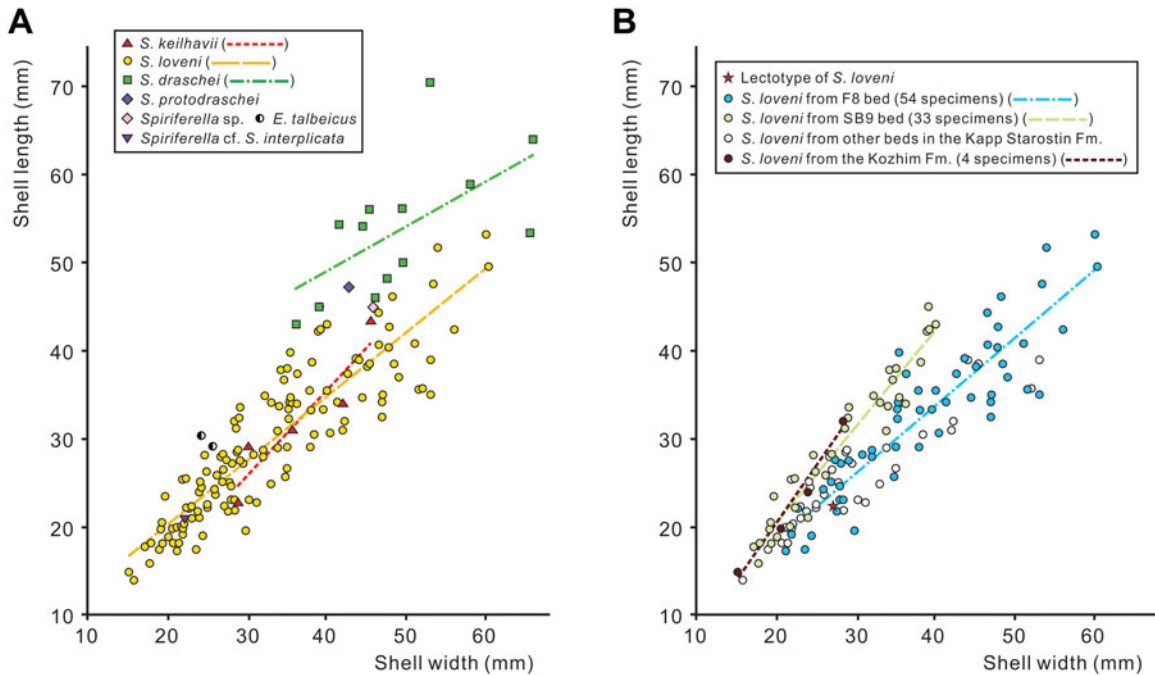 A
S. keilhavii ( )
S. loveni ( )
S. draschei ( )
S. protodraschei
Spiriferella sp. E. talbeicus
Spiriferella cf. S. interplicata
Shell length (mm)
70
60
50
40
30
20
10
10 20 30 40 50 60
Shell width (mm)
B
Lectotype of S. loveni
S. loveni from F8 bed (54 specimens) ( )
S. loveni from SB9 bed (33 specimens) ( )
S. loveni from other beds in the Kapp Starostin Fm.
S. loveni from the Kozhim Fm. (4 specimens) ( )
Shell length (mm)
70
60
50
40
30
20
10
10 20 30 40 50 60
Shell width (mm)